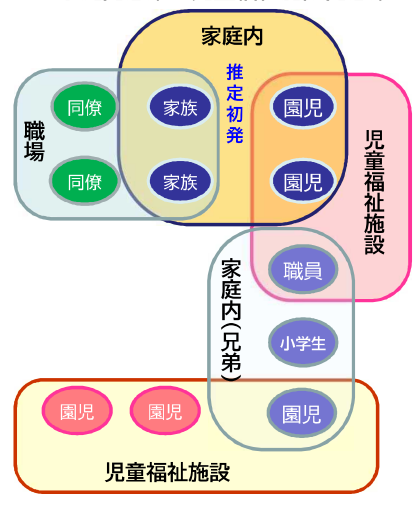 家庭内
推定初発
職場
同僚
家族
園児
同僚
家族
園児
児童福祉施設
家庭内(兄弟)
職員
小学生
園児
園児
園児
児童福祉施設